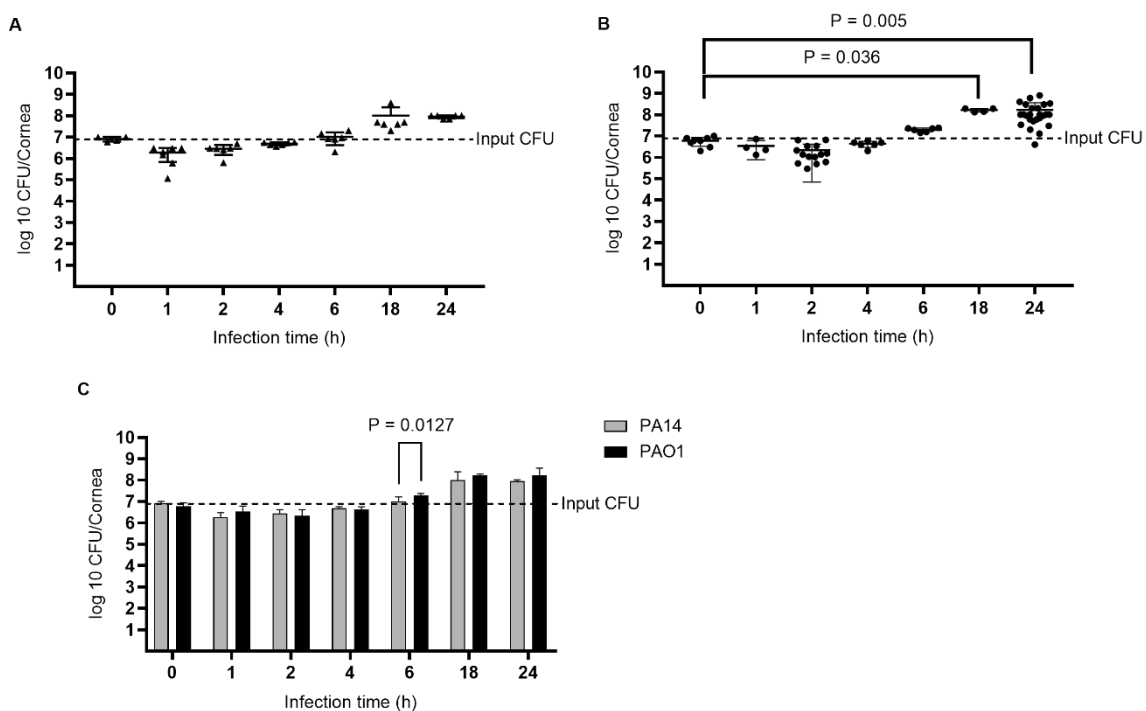 A
log 10 CFU/Cornea
10
9
8
7
6
5
4
3
2
1
Input CFU
0 1 2 4 6 18 24
Infection time (h)
B
P = 0.005
P = 0.036
log 10 CFU/Cornea
10
9
8
7
6
5
4
3
2
1
Input CFU
0 1 2 4 6 18 24
Infection time (h)
C
P = 0.0127
PA14
PAO1
log 10 CFU/Cornea
10
9
8
7
6
5
4
3
2
1
Input CFU
0 1 2 4 6 18 24
Infection time (h)